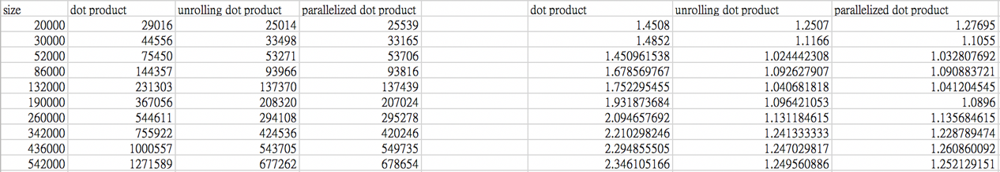 size dot product unrolling dot product parallelized dot product dot product unrolling dot product parallelized dot product
20000 29016 25014 25539 1.4508 1.2507 1.27695
30000 44556 33498 33165 1.4852 1.1166 1.1055
52000 75450 53271 53706 1.450961538 1.024442308 1.032807692
86000 144357 93966 93816 1.678569767 1.092627907 1.090883721
132000 231303 137370 137439 1.752295455 1.040681818 1.041204545
190000 367056 208320 207024 1.931873684 1.096421053 1.0896
260000 544611 294108 295278 2.094657692 1.131184615 1.135684615
342000 755922 424536 420246 2.210298246 1.241333333 1.228789474
436000 1000557 543705 549735 2.294855505 1.247029817 1.260860092
542000 1271589 677262 678654 2.346105166 1.249560886 1.252129151